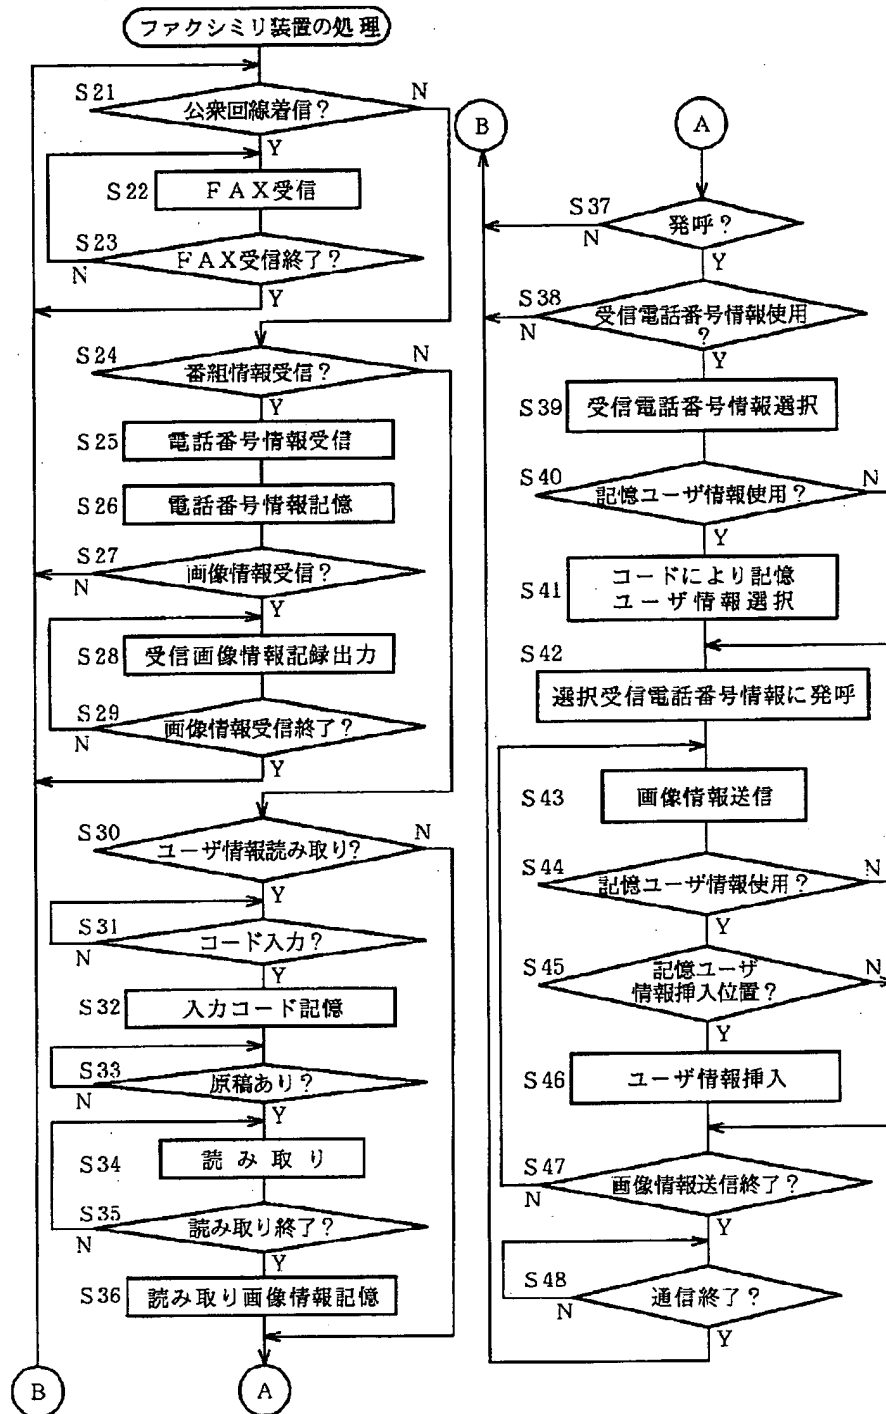 ファクシミリ装置の処理
S21
公衆回線着信?
N
Y
S22
FAX受信
S23
FAX受信終了?
N
Y
S24
番組情報受信?
N
Y
S25
電話番号情報受信
S26
電話番号情報記憶
S27
画像情報受信?
N
Y
S28
受信画像情報記録出力
S29
画像情報受信終了?
N
Y
S30
ユーザ情報読み取り?
N
Y
S31
コード入力?
N
Y
S32
入力コード記憶
S33
原稿あり?
N
Y
S34
読み取り
S35
読み取り終了?
N
Y
S36
読み取り画像情報記憶
B
A
B
A
S37
発呼?
N
Y
S38
受信電話番号情報使用
?
N
Y
S39
受信電話番号情報選択
S40
記憶ユーザ情報使用?
N
Y
S41
コードにより記憶
ユーザ情報選択
S42
選択受信電話番号情報に発呼
S43
画像情報送信
S44
記憶ユーザ情報使用?
N
Y
S45
記憶ユーザ
情報挿入位置?
N
Y
S46
ユーザ情報挿入
S47
画像情報送信終了?
N
Y
S48
通信終了?
N
Y